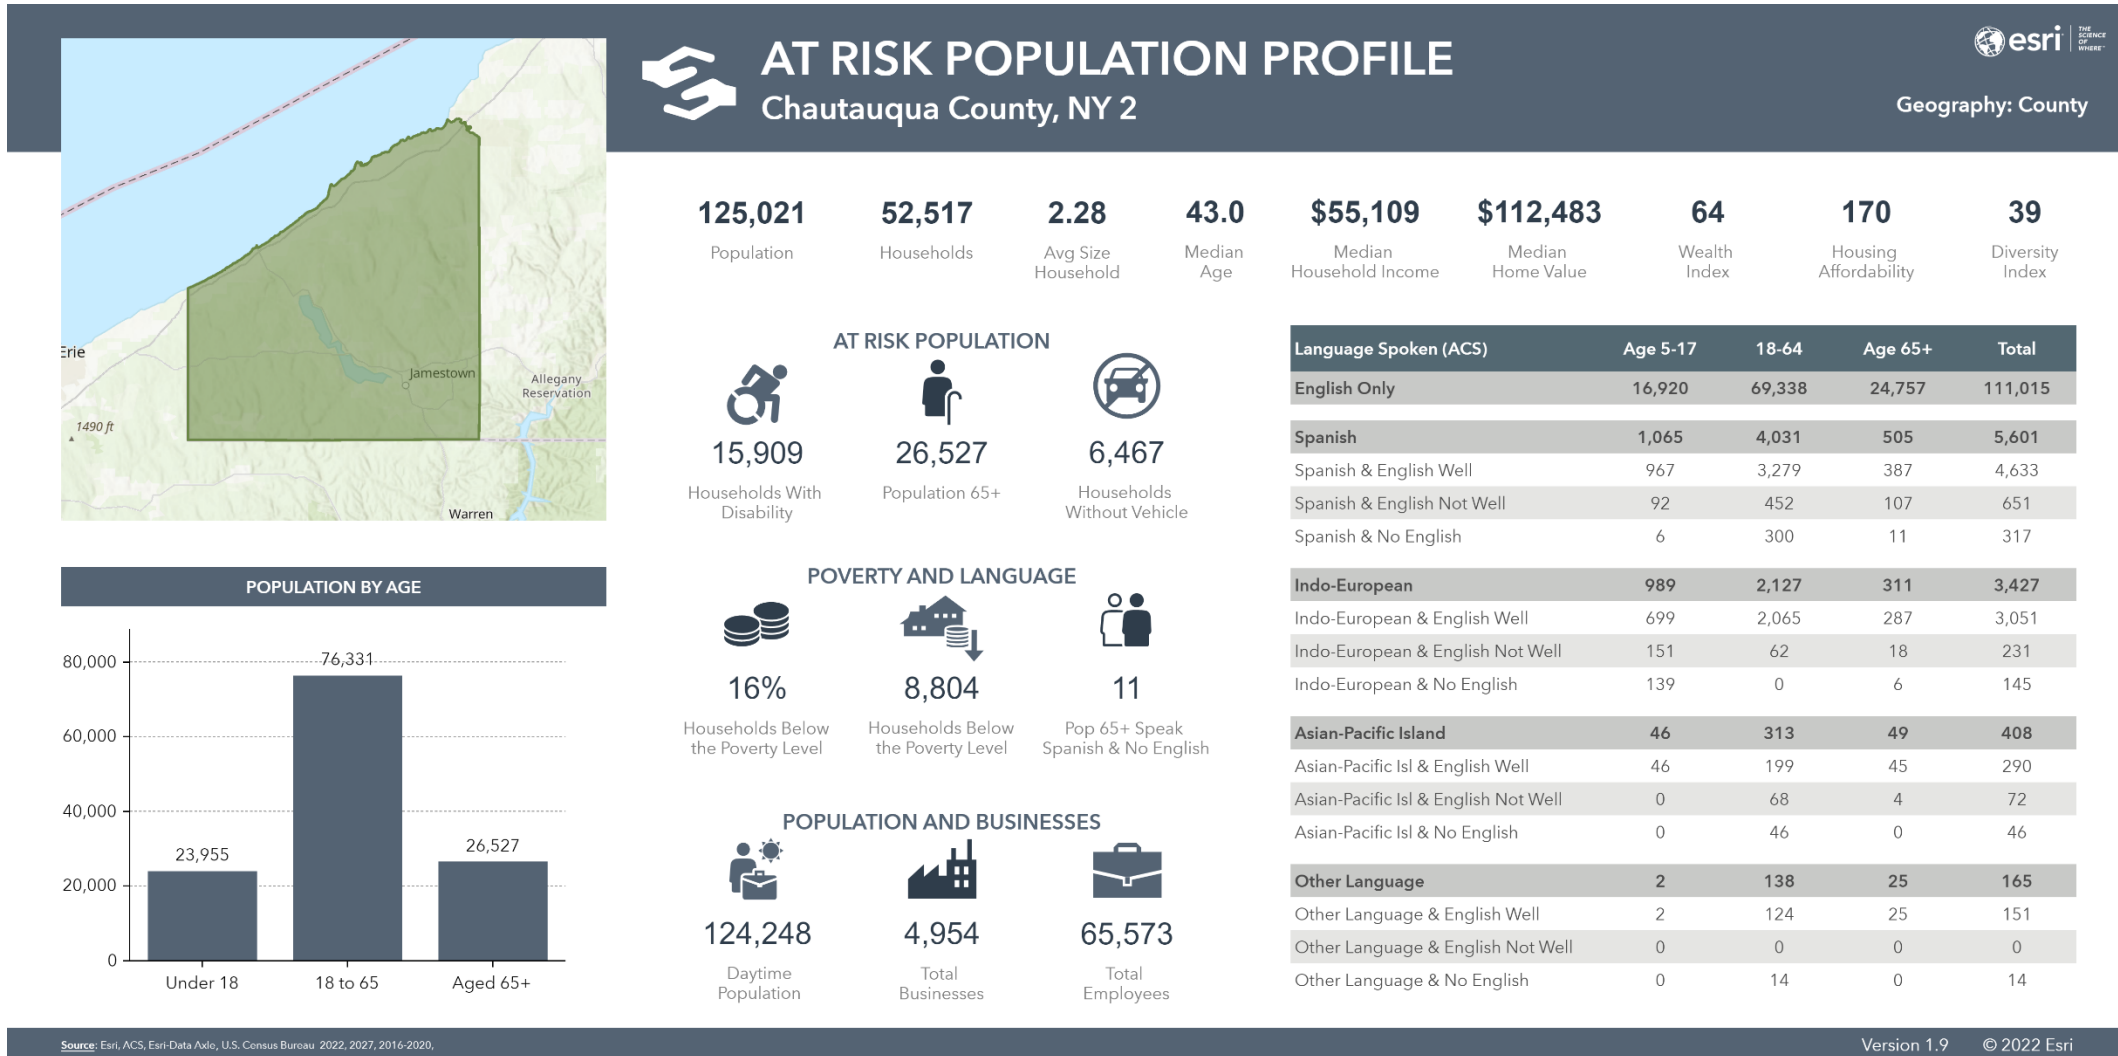 AT RISK POPULATION PROFILE
Chautauqua County, NY 2
esri
THE
SCIENCE
OF
WHERE™
Geography: County
Erie
Jamestown
Allegany
Reservation
1490 ft
Warren
125,021
Population
52,517
Households
2.28
Avg Size
Household
43.0
Median
Age
$55,109
Median
Household Income
$112,483
Median
Home Value
64
Wealth
Index
170
Housing
Affordability
39
Diversity
Index
POPULATION BY AGE
80,000
60,000
40,000
20,000
0
23,955
76,331
26,527
Under 18
18 to 65
Aged 65+
AT RISK POPULATION
15,909
Households With
Disability
26,527
Population 65+
6,467
Households
Without Vehicle
POVERTY AND LANGUAGE
16%
Households Below
the Poverty Level
8,804
Households Below
the Poverty Level
11
Pop 65+ Speak
Spanish & No English
POPULATION AND BUSINESSES
124,248
Daytime
Population
4,954
Total
Businesses
65,573
Total
Employees
Language Spoken (ACS) Age 5-17 18-64 Age 65+ Total
English Only 16,920 69,338 24,757 111,015
Spanish 1,065 4,031 505 5,601
Spanish & English Well 967 3,279 387 4,633
Spanish & English Not Well 92 452 107 651
Spanish & No English 6 300 11 317
Indo-European 989 2,127 311 3,427
Indo-European & English Well 699 2,065 287 3,051
Indo-European & English Not Well 151 62 18 231
Indo-European & No English 139 0 6 145
Asian-Pacific Island 46 313 49 408
Asian-Pacific Isl & English Well 46 199 45 290
Asian-Pacific Isl & English Not Well 0 68 4 72
Asian-Pacific Isl & No English 0 46 0 46
Other Language 2 138 25 165
Other Language & English Well 2 124 25 151
Other Language & English Not Well 0 0 0 0
Other Language & No English 0 14 0 14
Source: Esri, ACS, Esri-Data Axle, U.S. Census Bureau 2022, 2027, 2016-2020,
Version 1.9 © 2022 Esri